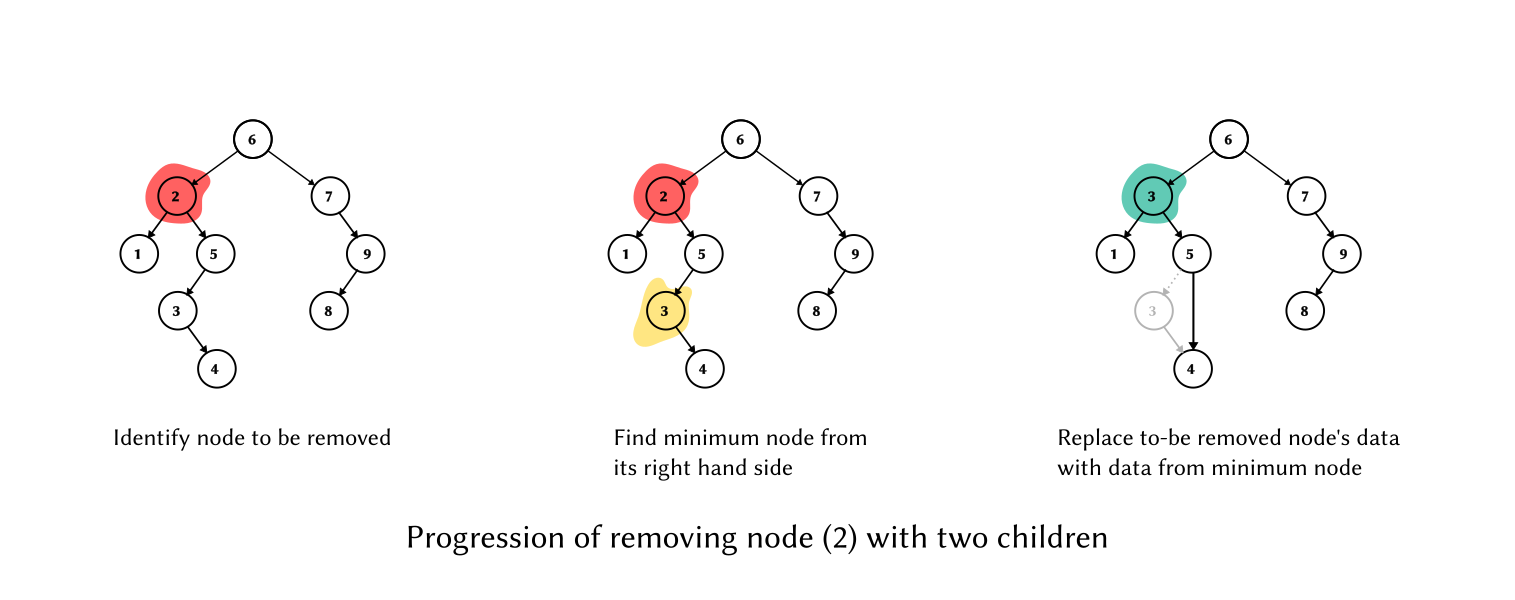 6 6 6
2 7 2 7 3 7
1 5 9 1 5 9 1 5 9
3 8 3 8 3 8
4 4 4
Identify node to be removed
Find minimum node from
its right hand side
Replace to-be removed node's data
with data from minimum node
Progression of removing node (2) with two children